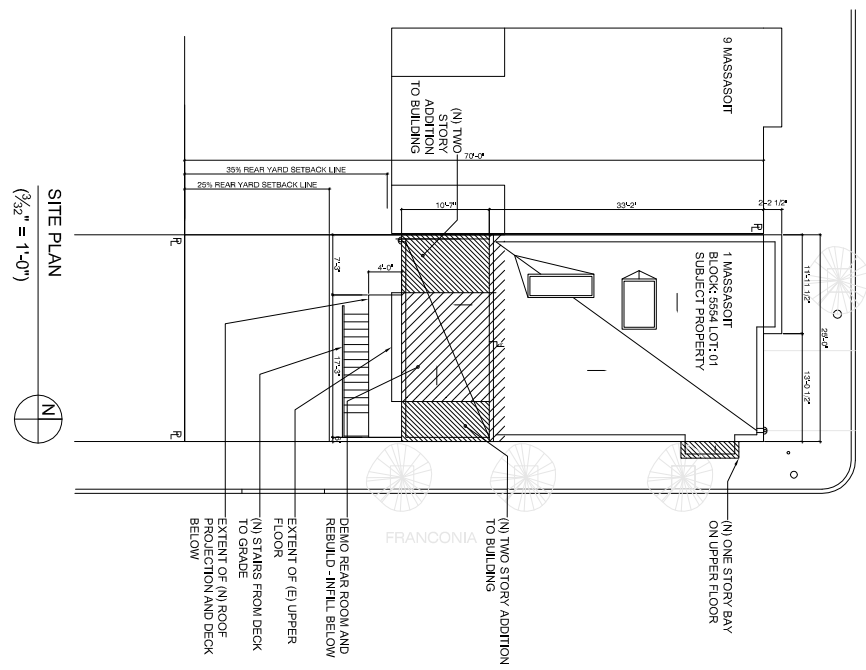 9 MASSASOIT
(N) TWO
STORY
ADDITION
TO BUILDING
70'-0"
35% REAR YARD SETBACK LINE
25% REAR YARD SETBACK LINE
10'-7"
33'-2"
2'-2 1/2"
PL
1 MASSASOIT
BLOCK: 5554 LOT: 01
SUBJECT PROPERTY
11'-11 1/2"
25'-0"
13'-0 1/2"
PL
7'-3"
4'-0"
17'-3"
PL
PL
SITE PLAN
(3/32" = 1'-0")
N
FRANCONIA
(N) ONE STORY BAY
ON UPPER FLOOR
(N) TWO STORY ADDITION
TO BUILDING
DEMO REAR ROOM AND
REBUILD - INFILL BELOW
EXTENT OF (E) UPPER
FLOOR
(N) STAIRS FROM DECK
TO GRADE
EXTENT OF (N) ROOF
PROJECTION AND DECK
BELOW